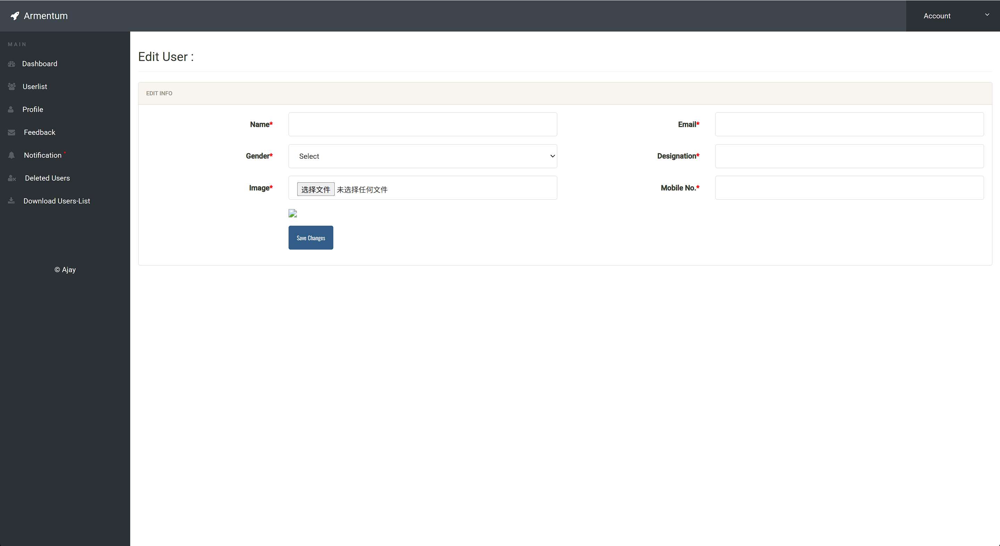 Armentum
Account
MAIN
Dashboard
Userlist
Profile
Feedback
Notification *
Deleted Users
Download Users-List
© Ajay
Edit User :
EDIT INFO
Name*
Email*
Gender* Select
Designation*
Image* 选择文件 未选择任何文件
Mobile No.*
Save Changes